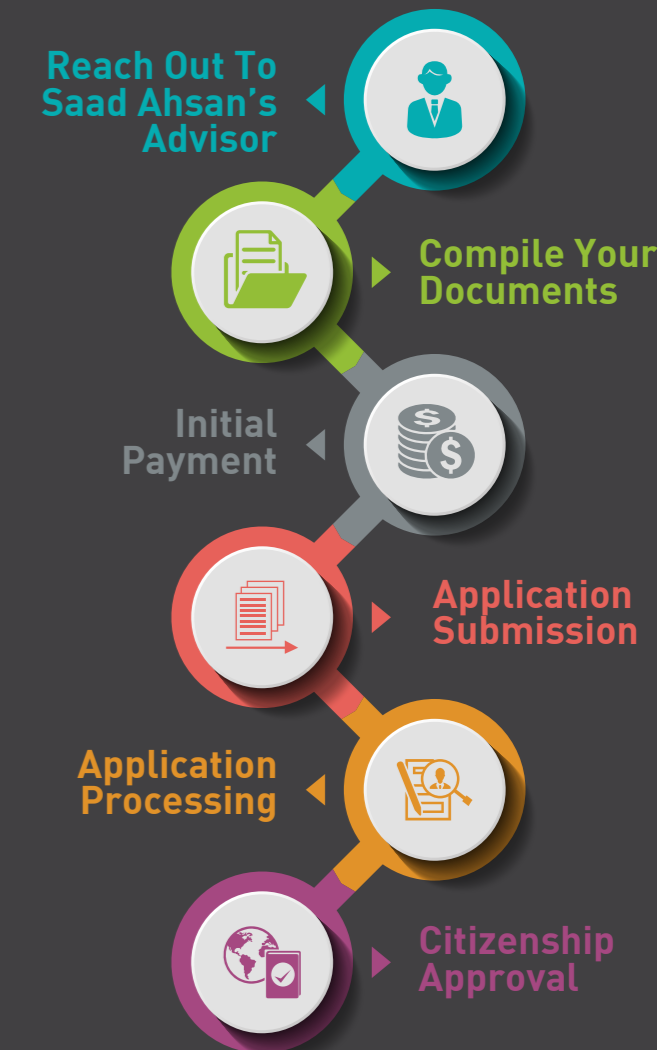 Reach Out To
Saad Ahsan's
Advisor
Compile Your
Documents
Initial
Payment
$
$
Application
Submission
Application
Processing
Citizenship
Approval